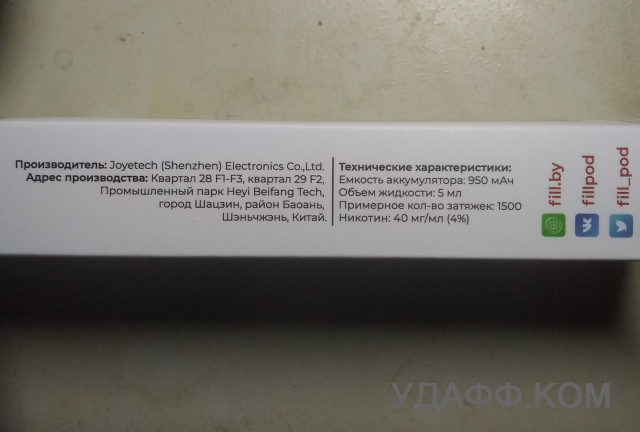 Производитель: Joyetech (Shenzhen) Electronics Co.,Ltd.
Адрес производства: Квартал 28 F1-F3, квартал 29 F2,
Промышленный парк Heyi Beifang Tech,
город Шацзин, район Баоань,
Шэньчжэнь, Китай.
Технические характеристики:
Емкость аккумулятора: 950 мАч
Объем жидкости: 5 мл
Примерное кол-во затяжек: 1500
Никотин: 40 мг/мл (4%)
fill.by
fillpod
fill_pod
УДАФФ.КОМ